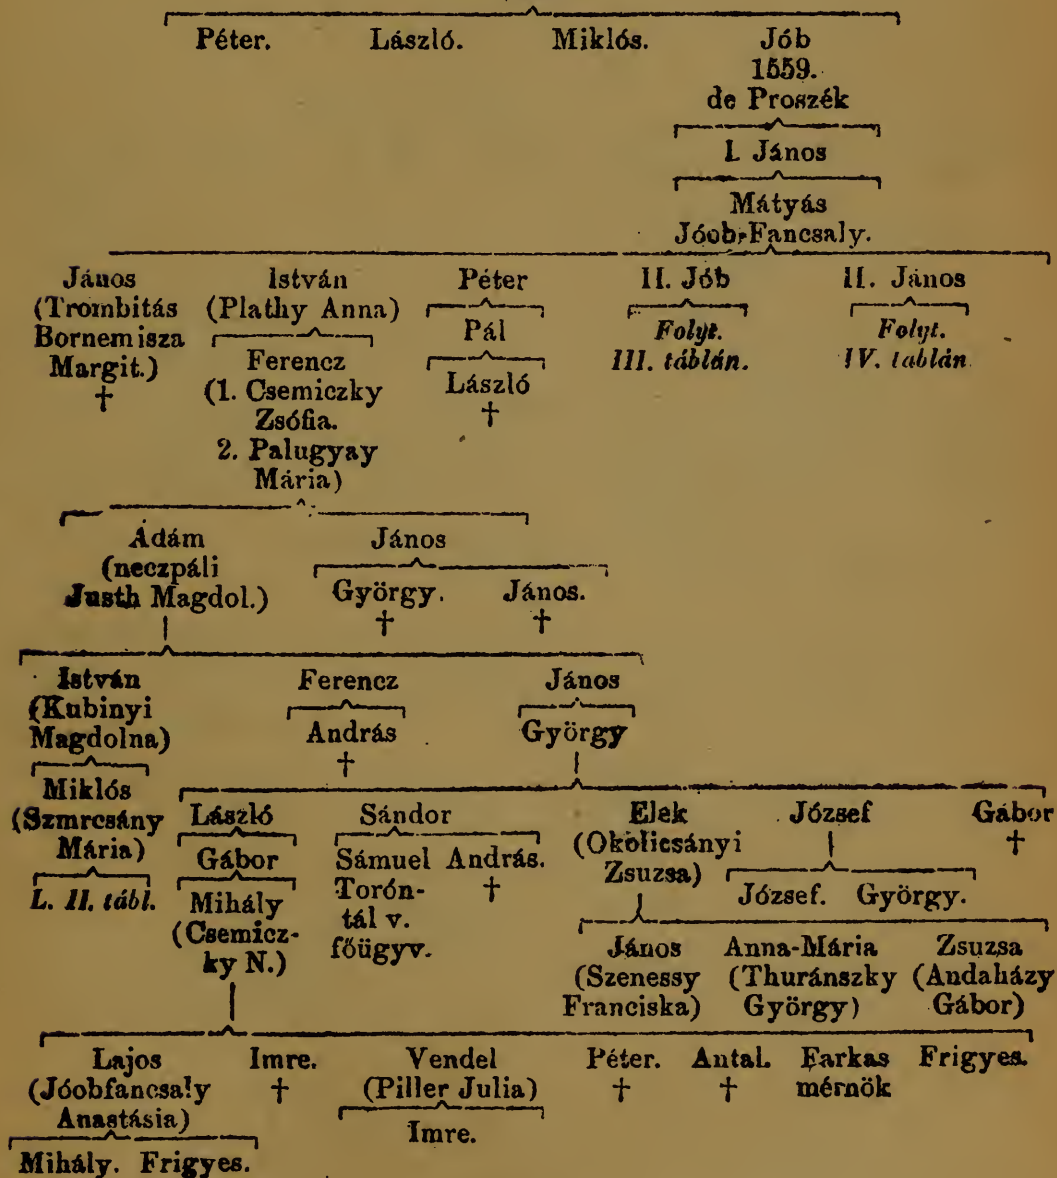 Péter. László. Miklós. Jób
1559.
de Proszék
I. János
Mátyás
Jóob-Fancsaly.
János István Péter II. Jób II. János
(Trombitás (Plathy Anna) Pál Folyt. Folyt.
Bornemisza Ferencz László III. táblán. IV. táblán
Margit.) (1. Csemiczky †
† Zsófia.
2. Palugyay
Mária)
Ádám János
(neczpáli György. János.
Justh Magdol.) † †
István Ferencz János
(Kubinyi András György
Magdolna) †
Miklós László Sándor Elek József Gábor
(Szmrcsány Gábor Sámuel András. (Okolicsányi †
Mária) Mihály Torón- † Zsuzsa) József. György.
L. II. tábl. (Csemicz- tál v.
ky N.) főügyv.
János Anna-Mária Zsuzsa
(Szenessy (Thuránszky (Andaházy
Franciska) György) Gábor)
Lajos Imre. Vendel Péter. Antal. Farkas Frigyes.
(Jóobfancsaly † (Piller Julia) † † mérnök
Anastásia) Imre.
Mihály. Frigyes.